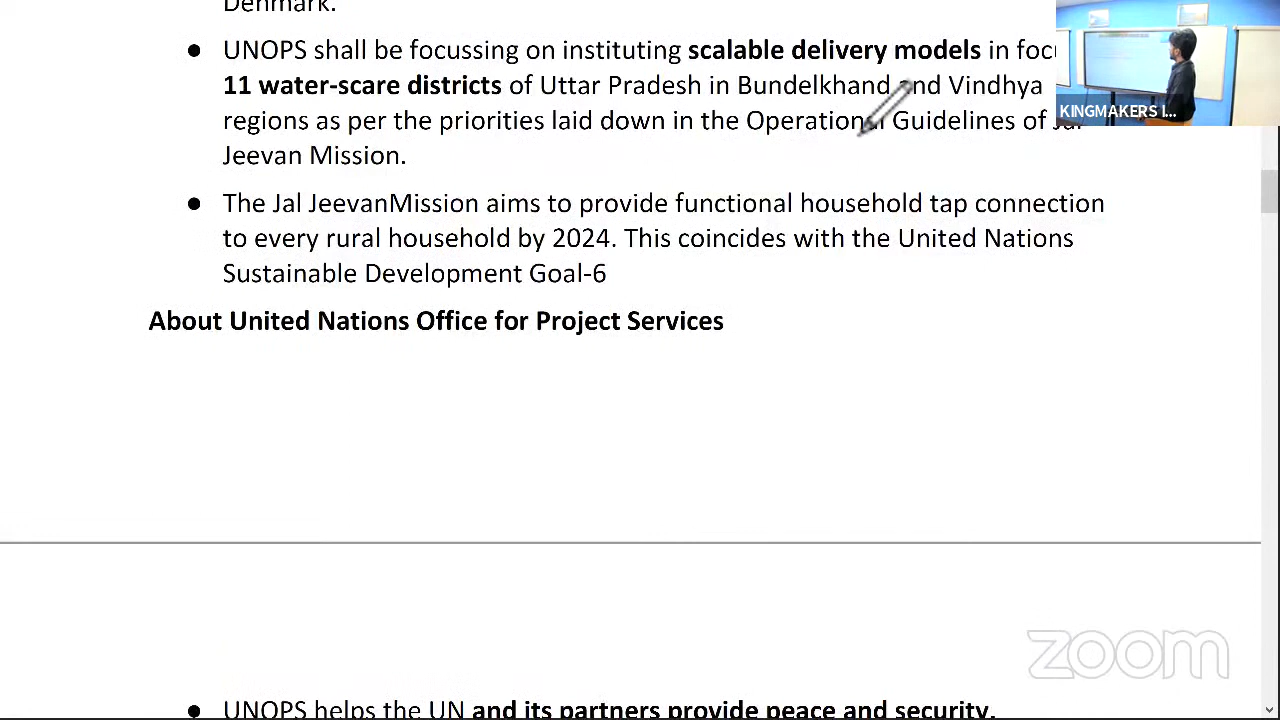 Denmark.
● UNOPS shall be focussing on instituting scalable delivery models in
11 water-scare districts of Uttar Pradesh in Bundelkhand and Vindhya
regions as per the priorities laid down in the Operational Guidelines of Jal
Jeevan Mission.
● The Jal JeevanMission aims to provide functional household tap connection
to every rural household by 2024. This coincides with the United Nations
Sustainable Development Goal-6
About United Nations Office for Project Services
● UNOPS helps the UN and its partners provide peace and security,
KINGMAKERS I...
zoom